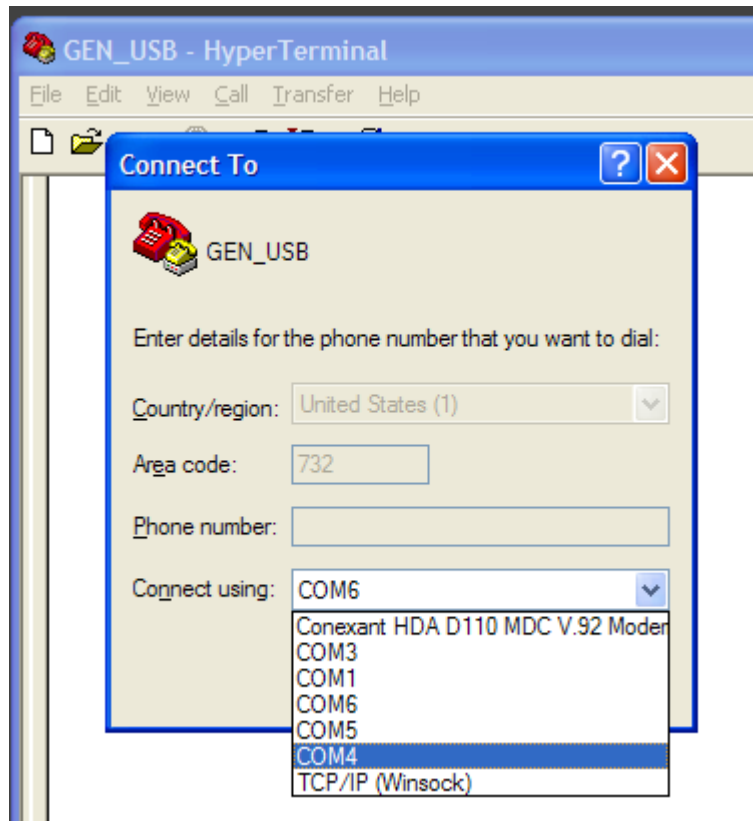 GEN_USB - HyperTerminal
File Edit View Call Transfer Help
Connect To
GEN_USB
Enter details for the phone number that you want to dial:
Country/region: United States (1)
Area code: 732
Phone number:
Connect using: COM6
Conexant HDA D110 MDC V.92 Moder
COM3
COM1
COM6
COM5
COM4
TCP/IP (Winsock)